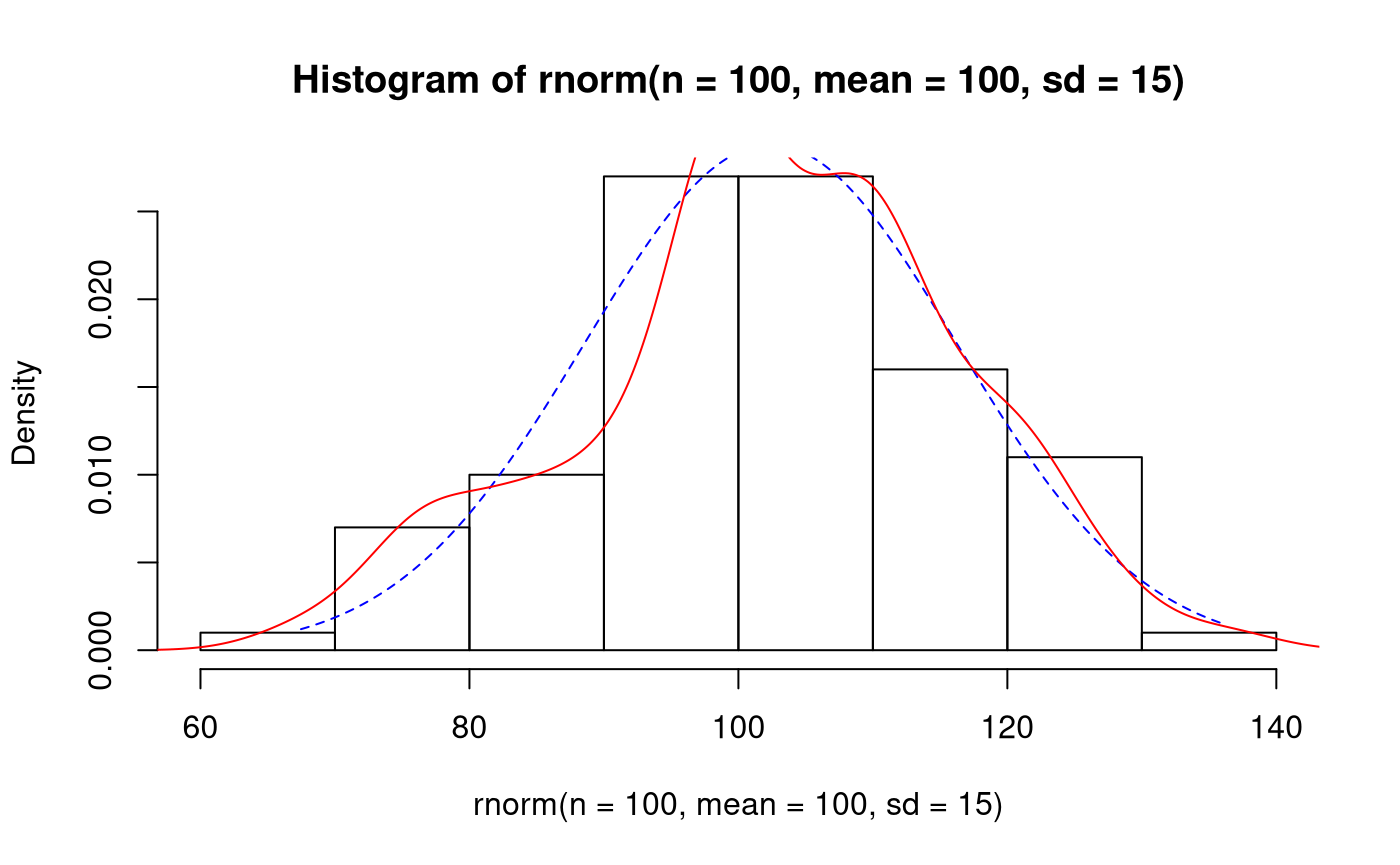 Histogram of rnorm(n = 100, mean = 100, sd = 15)
Density
0.020
0.010
0.000
60 80 100 120 140
rnorm(n = 100, mean = 100, sd = 15)